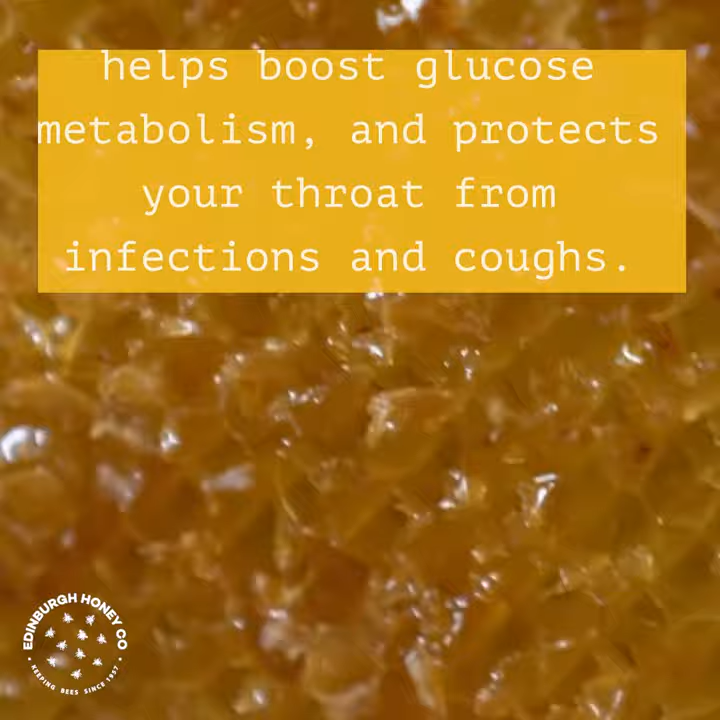 helps boost glucose
metabolism, and protects
your throat from
infections and coughs.
EDINBURGH HONEY CO
• KEEPING BEES SINCE 1957 •